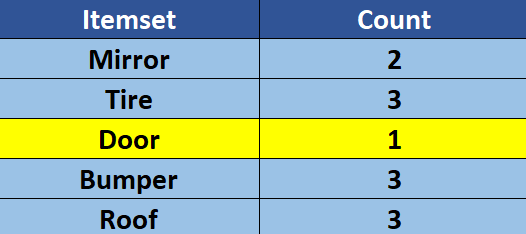 Itemset Count
Mirror 2
Tire 3
Door 1
Bumper 3
Roof 3